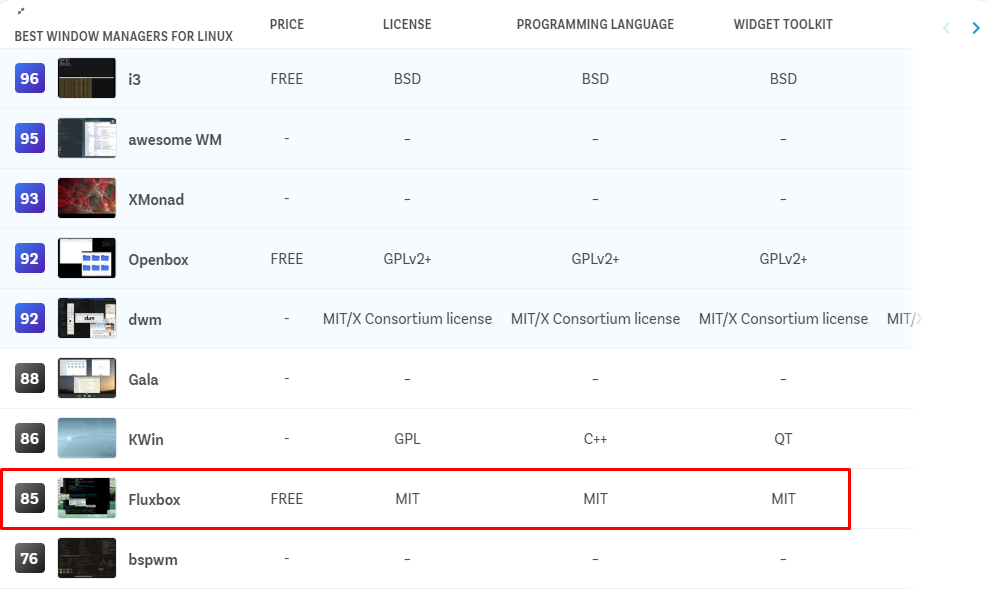 PRICE LICENSE PROGRAMMING LANGUAGE WIDGET TOOLKIT
BEST WINDOW MANAGERS FOR LINUX
96 i3 FREE BSD BSD BSD
95 awesome WM - – – –
93 XMonad - – – –
92 Openbox FREE GPLv2+ GPLv2+ GPLv2+
92 dwm - MIT/X Consortium license MIT/X Consortium license MIT/X Consortium license MIT/X
88 Gala - – – –
86 KWin - GPL C++ QT
85 Fluxbox FREE MIT MIT MIT
76 bspwm - – – –